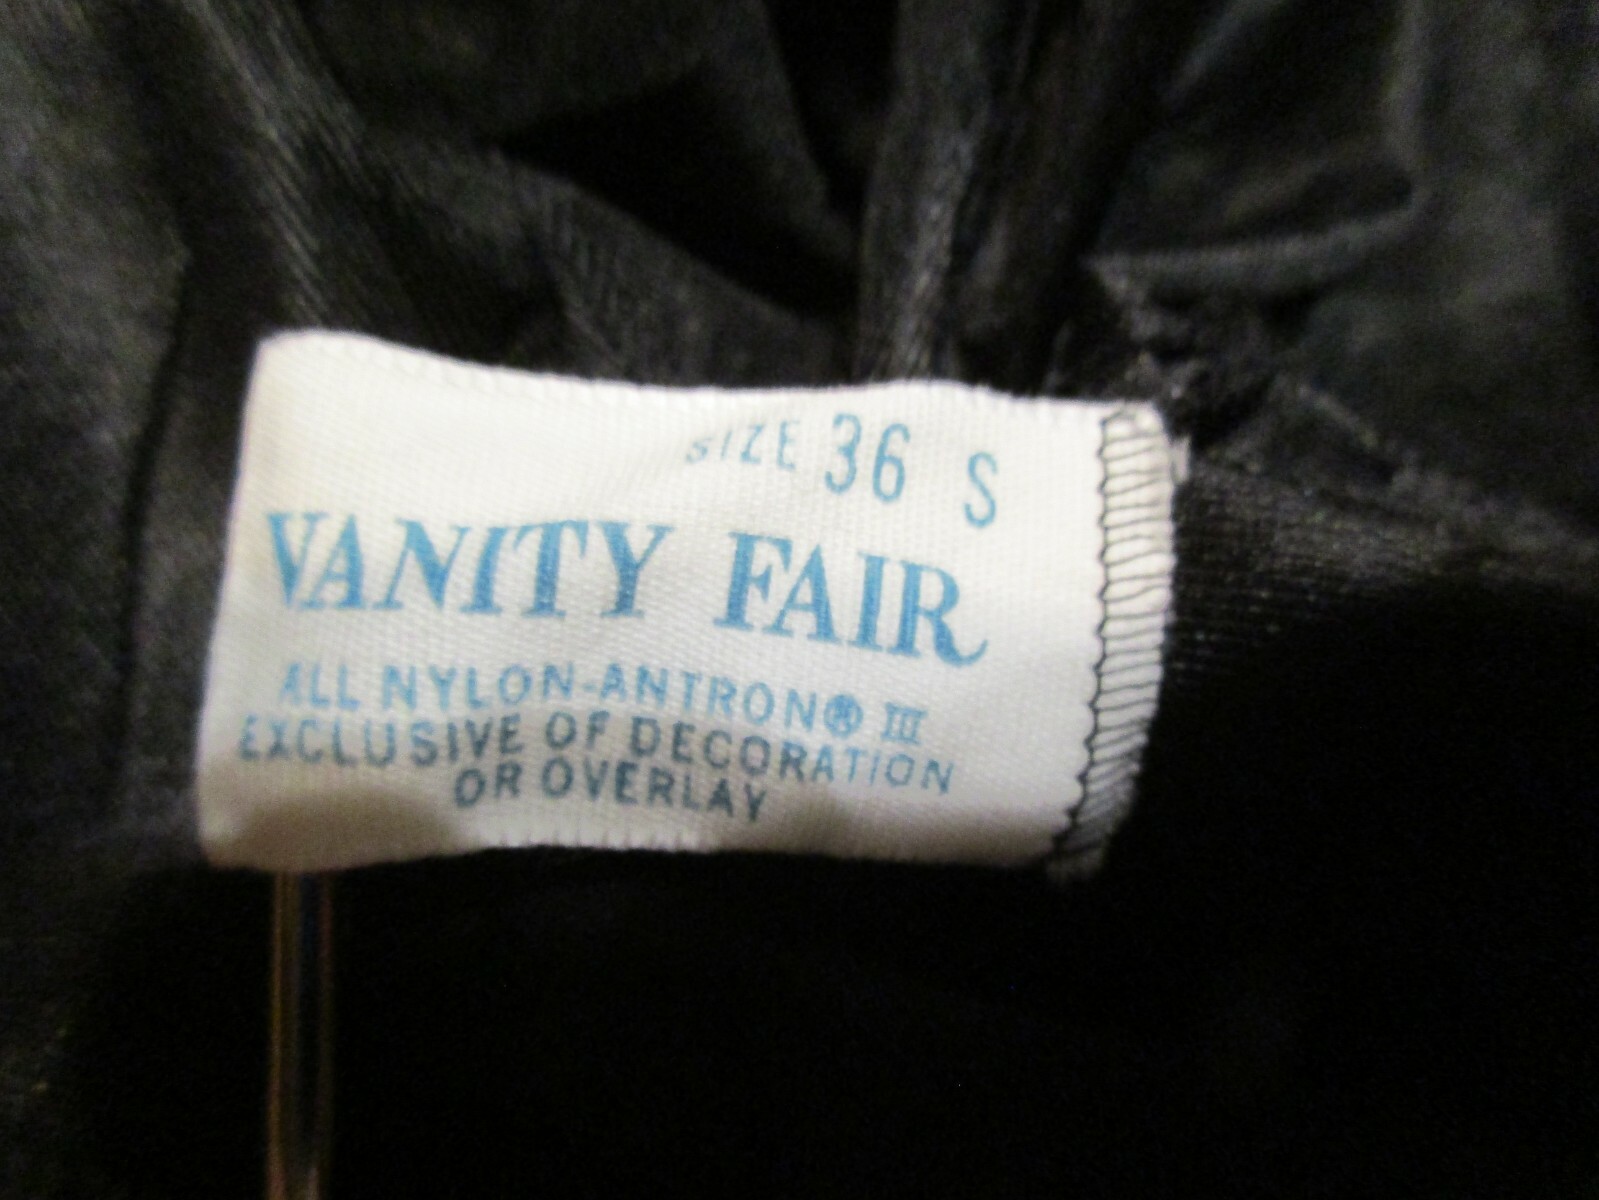 SIZE 36 S
VANITY FAIR
ALL NYLON-ANTRON® III
EXCLUSIVE OF DECORATION
OR OVERLAY